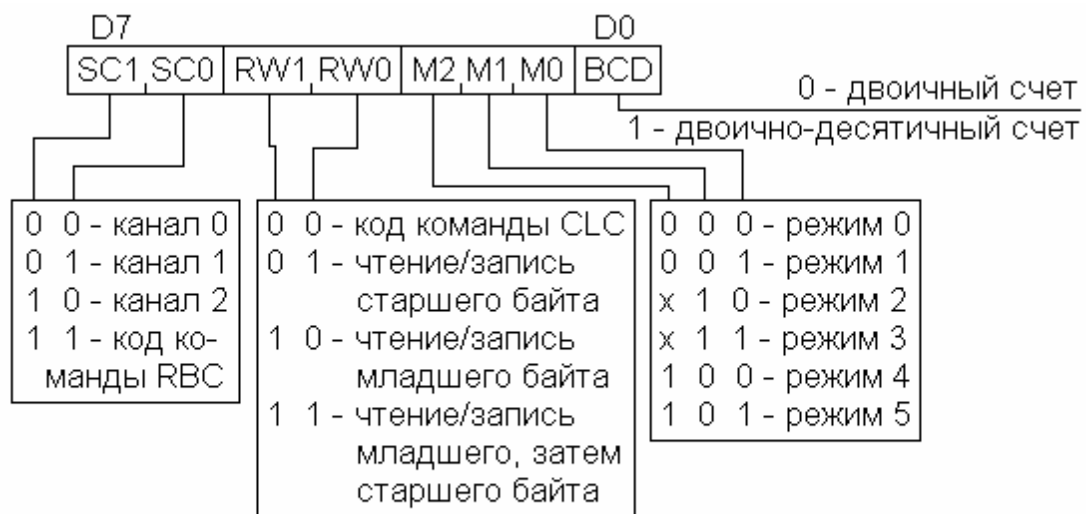 D7 D0
SC1 SC0 RW1 RW0 M2 M1 M0 BCD
0 - двоичный счет
1 - двоично-десятичный счет
0 0 - канал 0
0 1 - канал 1
1 0 - канал 2
1 1 - код ко-
манды RBC
0 0 - код команды CLC
0 1 - чтение/запись
старшего байта
1 0 - чтение/запись
младшего байта
1 1 - чтение/запись
младшего, затем
старшего байта
0 0 0 - режим 0
0 0 1 - режим 1
x 1 0 - режим 2
x 1 1 - режим 3
1 0 0 - режим 4
1 0 1 - режим 5